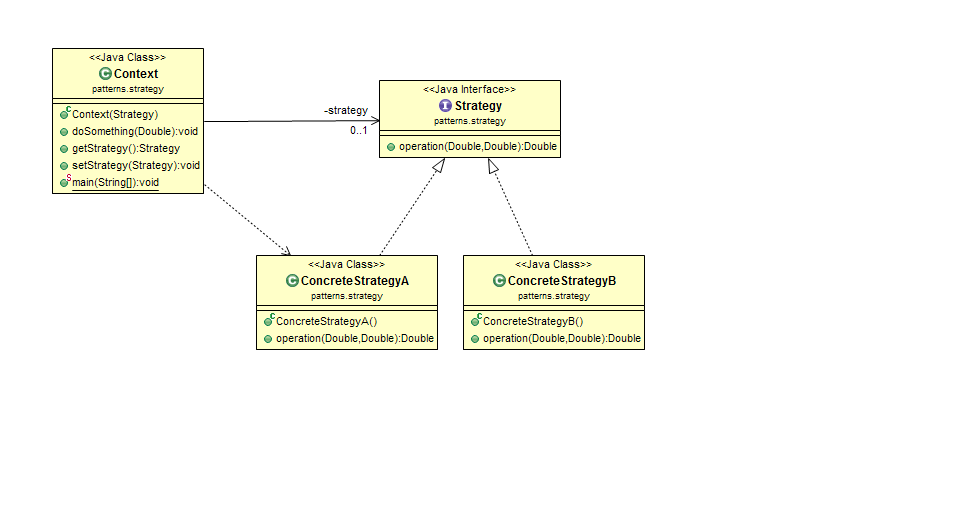 <<Java Class>>
Context
patterns.strategy
Context(Strategy)
doSomething(Double):void
getStrategy():Strategy
setStrategy(Strategy):void
main(String[]):void
-strategy
0..1
<<Java Interface>>
Strategy
patterns.strategy
operation(Double,Double):Double
<<Java Class>>
ConcreteStrategyA
patterns.strategy
ConcreteStrategyA()
operation(Double,Double):Double
<<Java Class>>
ConcreteStrategyB
patterns.strategy
ConcreteStrategyB()
operation(Double,Double):Double